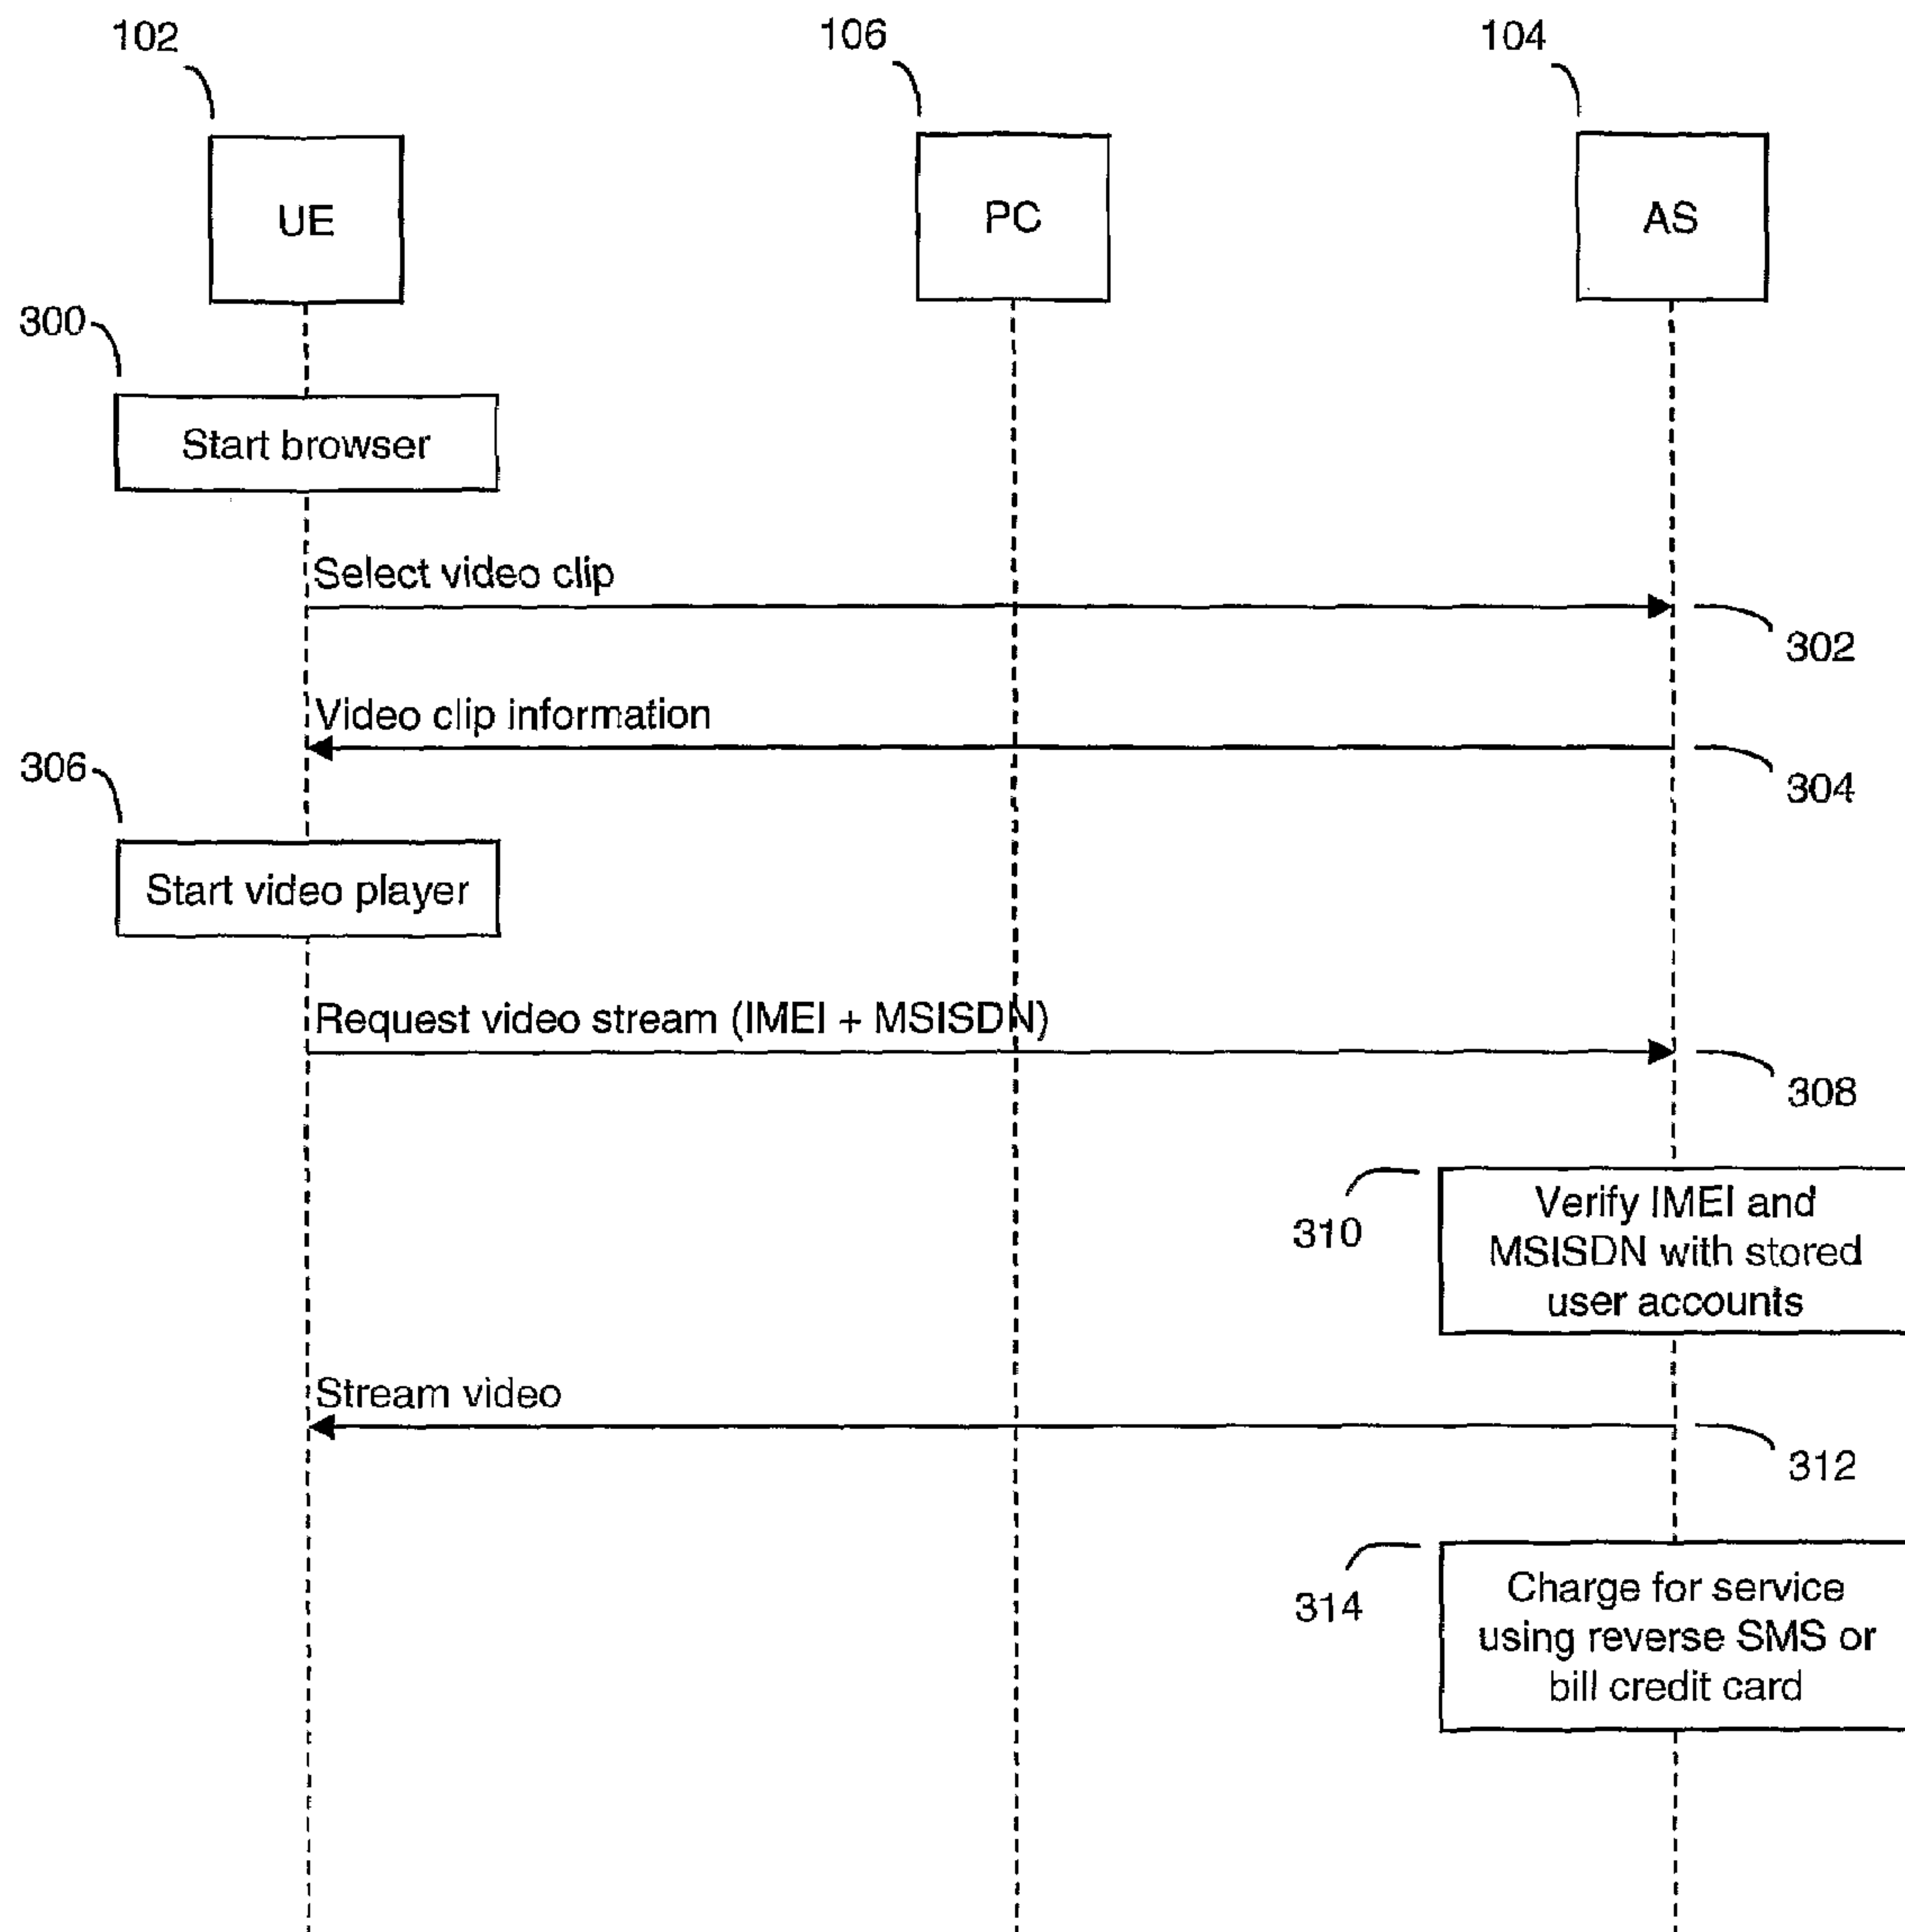 102
106
104
UE
PC
AS
300
Start browser
Select video clip
302
Video clip information
304
306
Start video player
Request video stream (IMEI + MSISDN)
308
310
Verify IMEI and
MSISDN with stored
user accounts
Stream video
312
314
Charge for service
using reverse SMS or
bill credit card